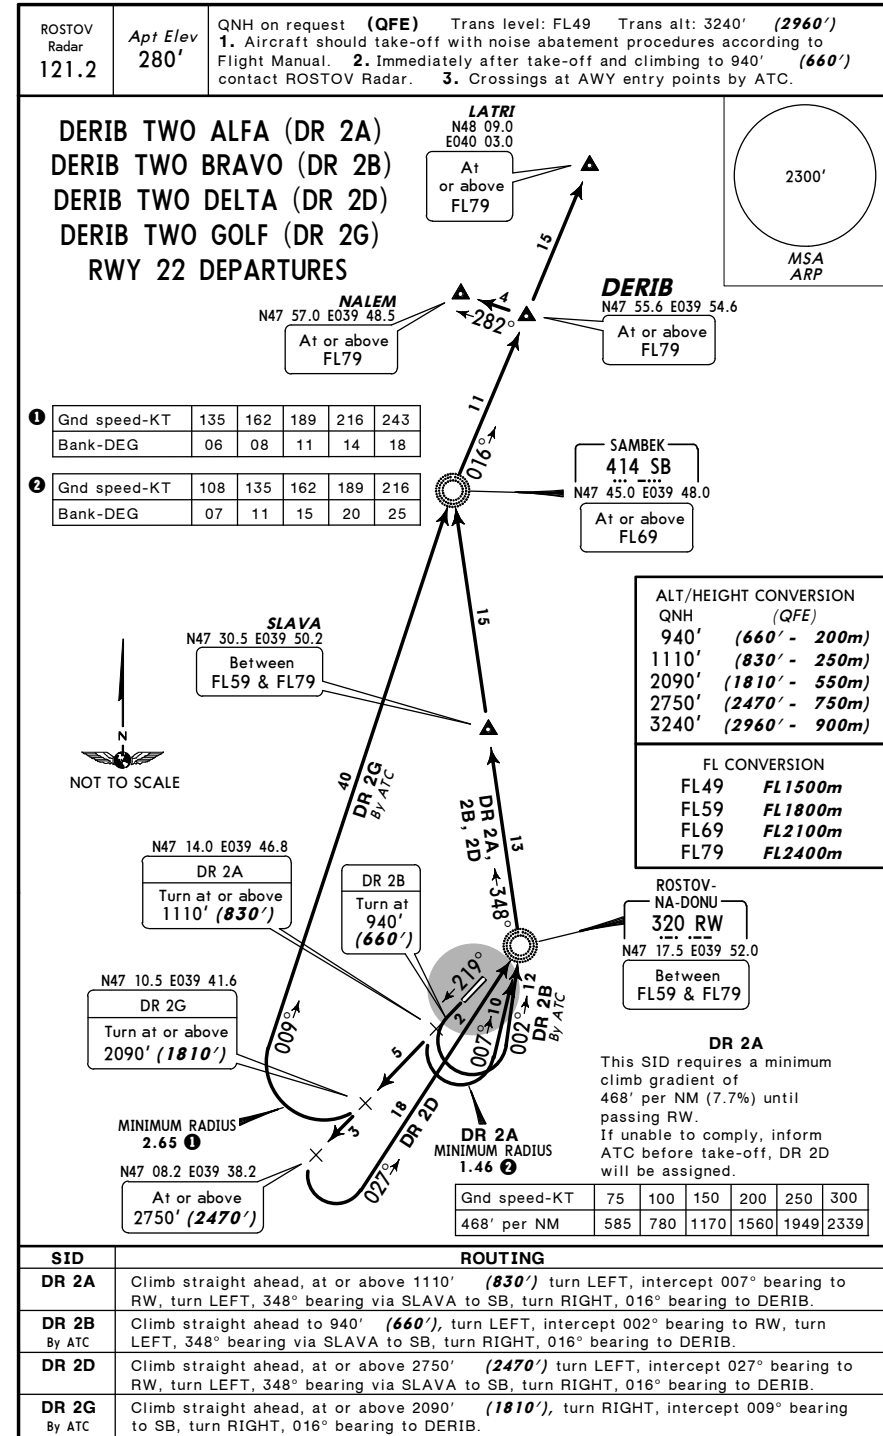 ROSTOV
Radar
121.2
Apt Elev
280'
QNH on request (QFE) Trans level: FL49 Trans alt: 3240' (2960')
1. Aircraft should take-off with noise abatement procedures according to
Flight Manual. 2. Immediately after take-off and climbing to 940' (660')
contact ROSTOV Radar. 3. Crossings at AWY entry points by ATC.
DERIB TWO ALFA (DR 2A)
DERIB TWO BRAVO (DR 2B)
DERIB TWO DELTA (DR 2D)
DERIB TWO GOLF (DR 2G)
RWY 22 DEPARTURES
LATRI
N48 09.0
E040 03.0
At
or above
FL79
2300'
MSA
ARP
15
NALEM
N47 57.0 E039 48.5
At or above
FL79
4
282°
DERIB
N47 55.6 E039 54.6
At or above
FL79
11
016°
1 Gnd speed-KT 135 162 189 216 243
Bank-DEG 06 08 11 14 18
2 Gnd speed-KT 108 135 162 189 216
Bank-DEG 07 11 15 20 25
SAMBEK
414 SB
N47 45.0 E039 48.0
At or above
FL69
ALT/HEIGHT CONVERSION
QNH (QFE)
940' (660' - 200m)
1110' (830' - 250m)
2090' (1810' - 550m)
2750' (2470' - 750m)
3240' (2960' - 900m)
FL CONVERSION
FL49 FL1500m
FL59 FL1800m
FL69 FL2100m
FL79 FL2400m
15
SLAVA
N47 30.5 E039 50.2
Between
FL59 & FL79
N
NOT TO SCALE
40
DR 2G
By ATC
DR 2A,
2B, 2D
13
348°
N47 14.0 E039 46.8
DR 2A
Turn at or above
1110' (830')
DR 2B
Turn at
940'
(660')
ROSTOV-
NA-DONU
320 RW
N47 17.5 E039 52.0
Between
FL59 & FL79
N47 10.5 E039 41.6
DR 2G
Turn at or above
2090' (1810')
219°
2
10
007°
12
002°
DR 2B
By ATC
009°
5
3
18
DR 2D
027°
MINIMUM RADIUS
2.65 1
N47 08.2 E039 38.2
At or above
2750' (2470')
DR 2A
MINIMUM RADIUS
1.46 2
DR 2A
This SID requires a minimum
climb gradient of
468' per NM (7.7%) until
passing RW.
If unable to comply, inform
ATC before take-off, DR 2D
will be assigned.
Gnd speed-KT 75 100 150 200 250 300
468' per NM 585 780 1170 1560 1949 2339
SID ROUTING
DR 2A Climb straight ahead, at or above 1110' (830') turn LEFT, intercept 007° bearing to
RW, turn LEFT, 348° bearing via SLAVA to SB, turn RIGHT, 016° bearing to DERIB.
DR 2B Climb straight ahead to 940' (660'), turn LEFT, intercept 002° bearing to RW, turn
By ATC LEFT, 348° bearing via SLAVA to SB, turn RIGHT, 016° bearing to DERIB.
DR 2D Climb straight ahead, at or above 2750' (2470') turn LEFT, intercept 027° bearing to
RW, turn LEFT, 348° bearing via SLAVA to SB, turn RIGHT, 016° bearing to DERIB.
DR 2G Climb straight ahead, at or above 2090' (1810'), turn RIGHT, intercept 009° bearing
By ATC to SB, turn RIGHT, 016° bearing to DERIB.